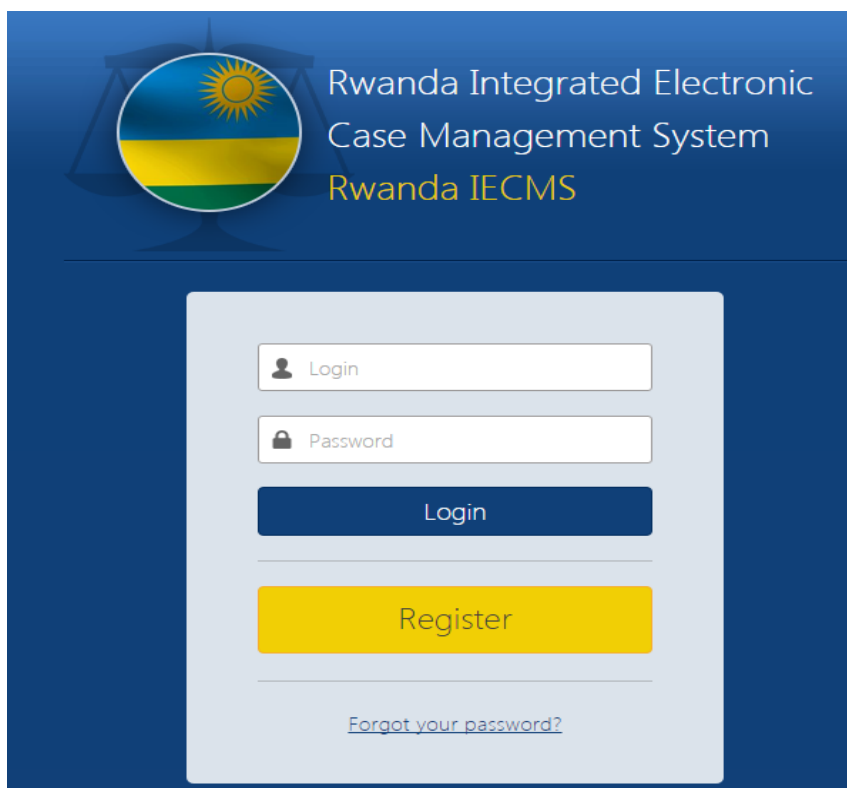 Rwanda Integrated Electronic
Case Management System
Rwanda IECMS
Login
Password
Login
Register
Forgot your password?